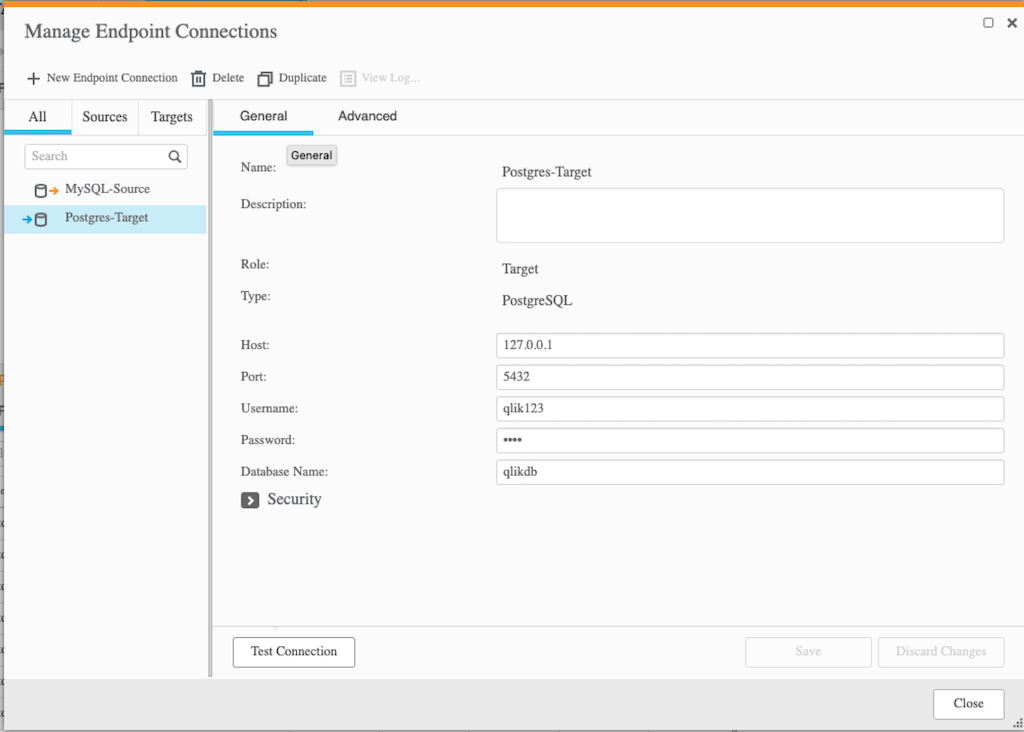 Manage Endpoint Connections
New Endpoint Connection Delete Duplicate View Log...
All Sources Targets
General Advanced
Search
General
MySQL-Source
Postgres-Target
Name: Postgres-Target
Description:
Role: Target
Type: PostgreSQL
Host: 127.0.0.1
Port: 5432
Username: qlik123
Password: ••••
Database Name: qlikdb
Security
Test Connection Save Discard Changes
Close